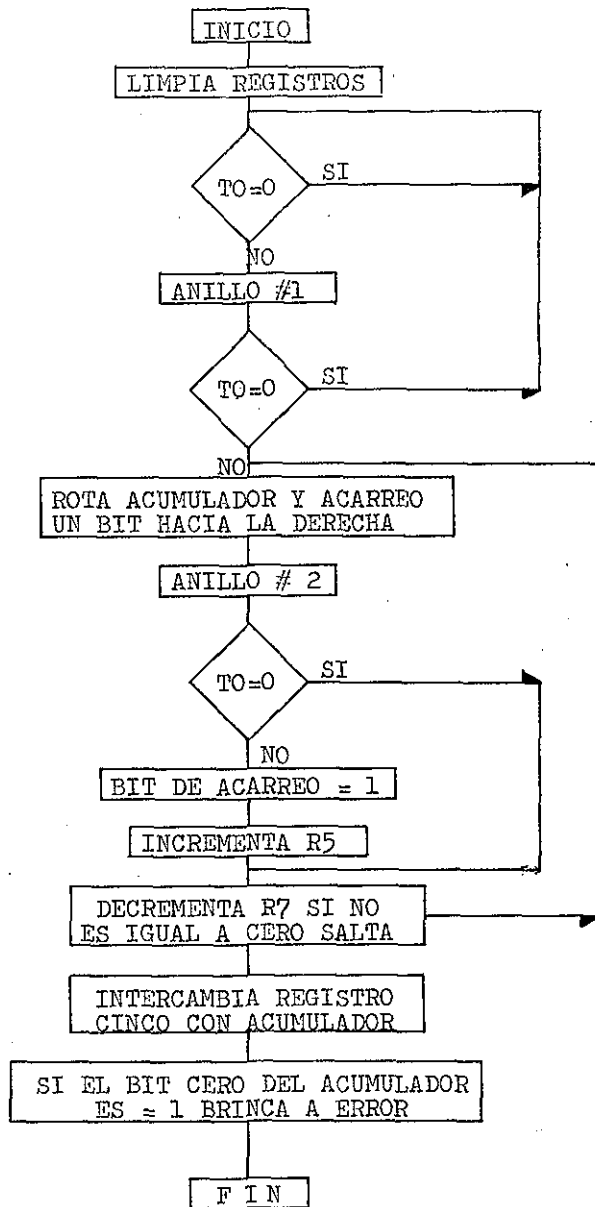 INICIO
LIMPIA REGISTROS
TO=0 SI
NO
ANILLO #1
TO=0 SI
NO
ROTA ACUMULADOR Y ACARREO
UN BIT HACIA LA DERECHA
ANILLO # 2
TO=0 SI
NO
BIT DE ACARREO = 1
INCREMENTA R5
DECREMENTA R7 SI NO
ES IGUAL A CERO SALTA
INTERCAMBIA REGISTRO
CINCO CON ACUMULADOR
SI EL BIT CERO DEL ACUMULADOR
ES = 1 BRINCA A ERROR
F I N